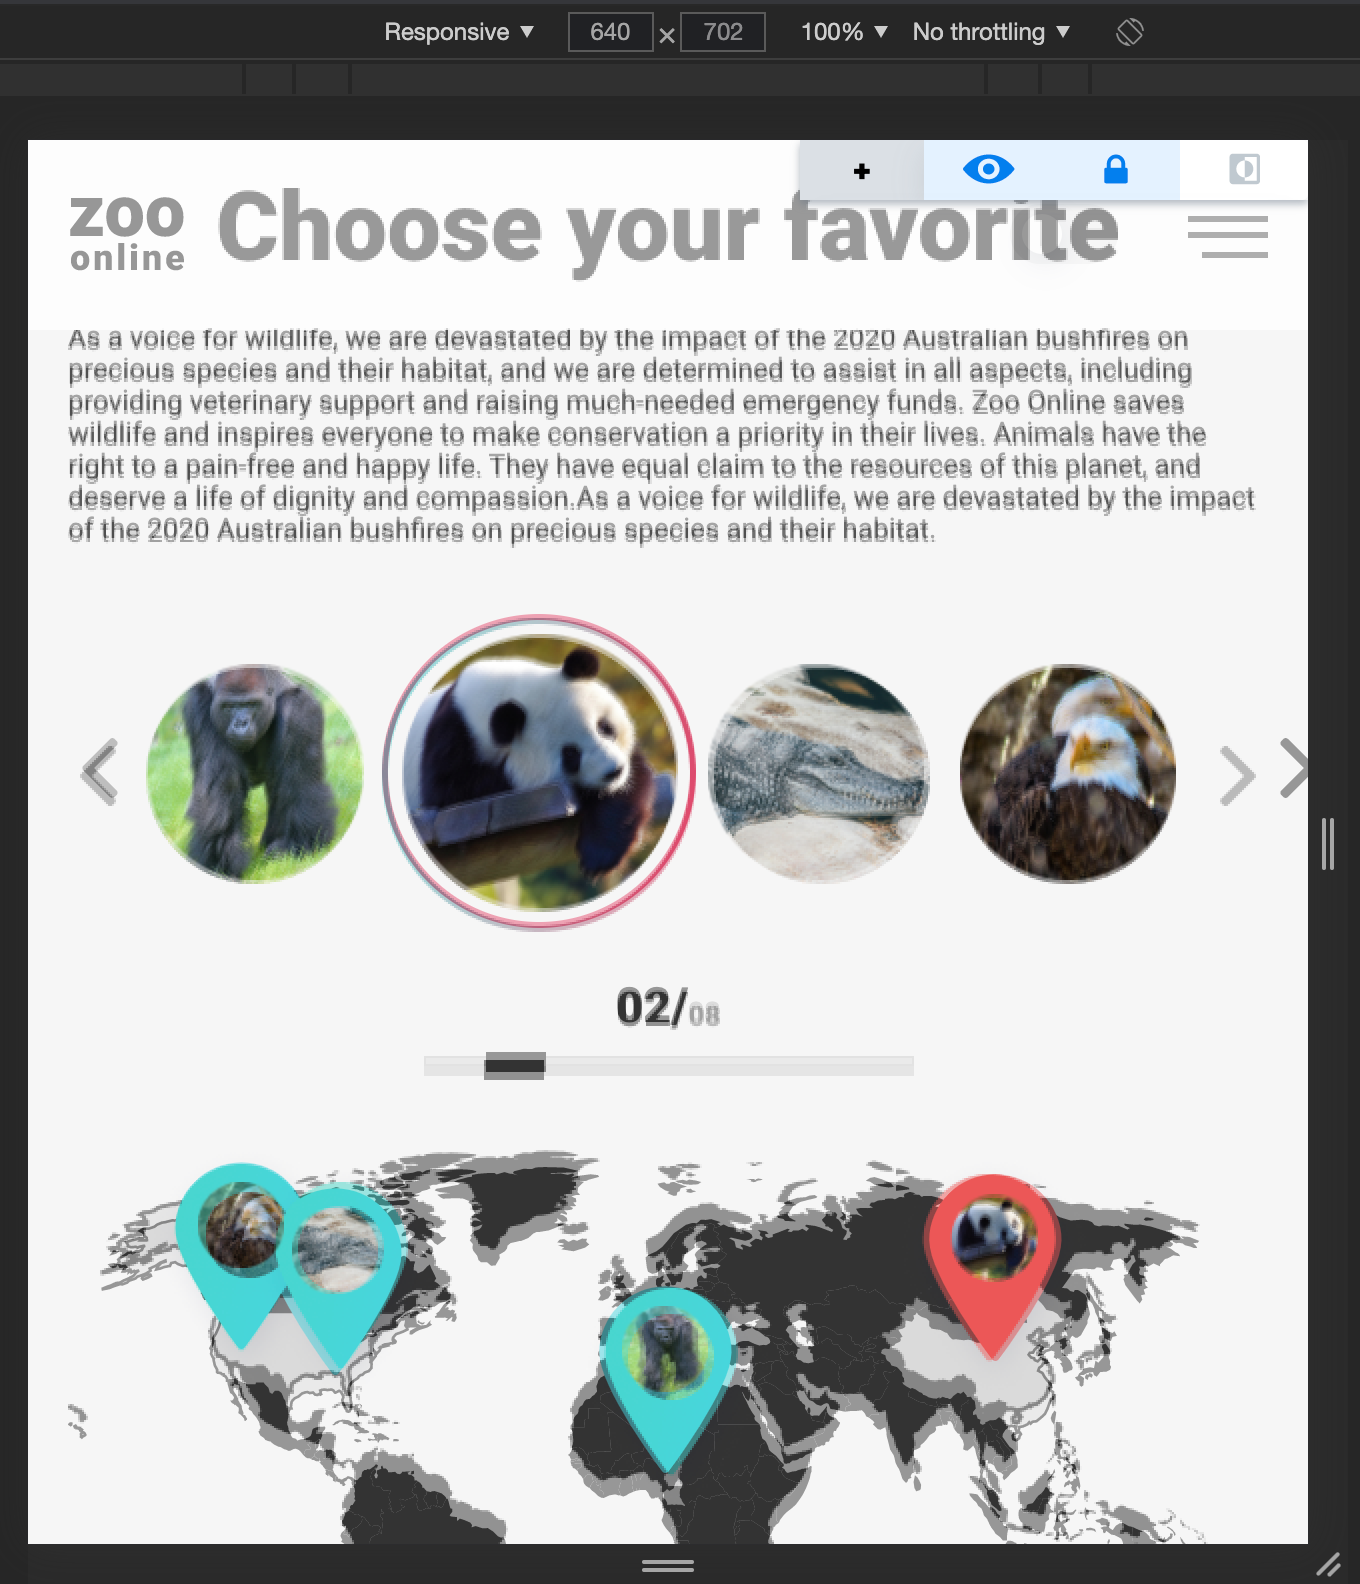 Responsive ▼ 640 × 702 100% ▼ No throttling ▼
zoo
online
Choose your favorite
As a voice for wildlife, we are devastated by the impact of the 2020 Australian bushfires on
precious species and their habitat, and we are determined to assist in all aspects, including
providing veterinary support and raising much-needed emergency funds. Zoo Online saves
wildlife and inspires everyone to make conservation a priority in their lives. Animals have the
right to a pain-free and happy life. They have equal claim to the resources of this planet, and
deserve a life of dignity and compassion.As a voice for wildlife, we are devastated by the impact
of the 2020 Australian bushfires on precious species and their habitat.
02/08